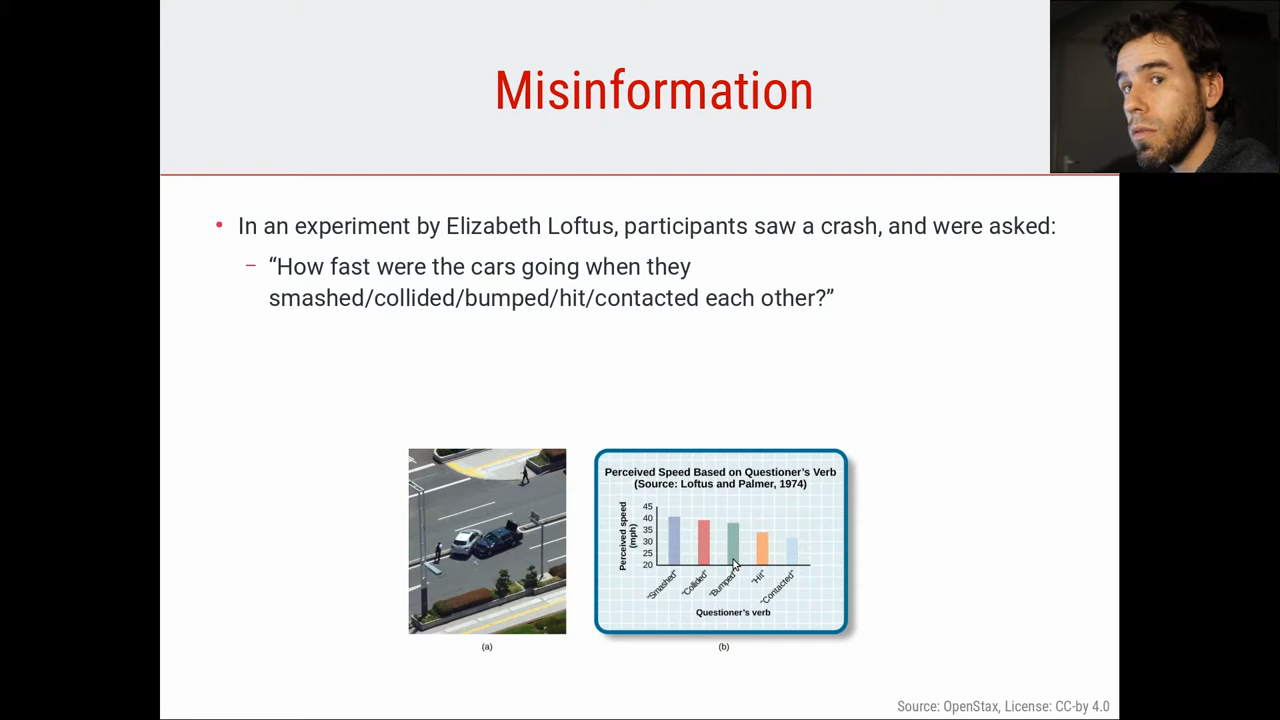 Misinformation
• In an experiment by Elizabeth Loftus, participants saw a crash, and were asked:
– “How fast were the cars going when they
smashed/collided/bumped/hit/contacted each other?”
Perceived Speed Based on Questioner’s Verb
(Source: Loftus and Palmer, 1974)
Perceived speed
(mph)
45
40
35
30
25
20
“Smashed”
“Collided”
“Bumped”
“Hit”
“Contacted”
Questioner’s verb
(a)
(b)
Source: OpenStax, License: CC-by 4.0